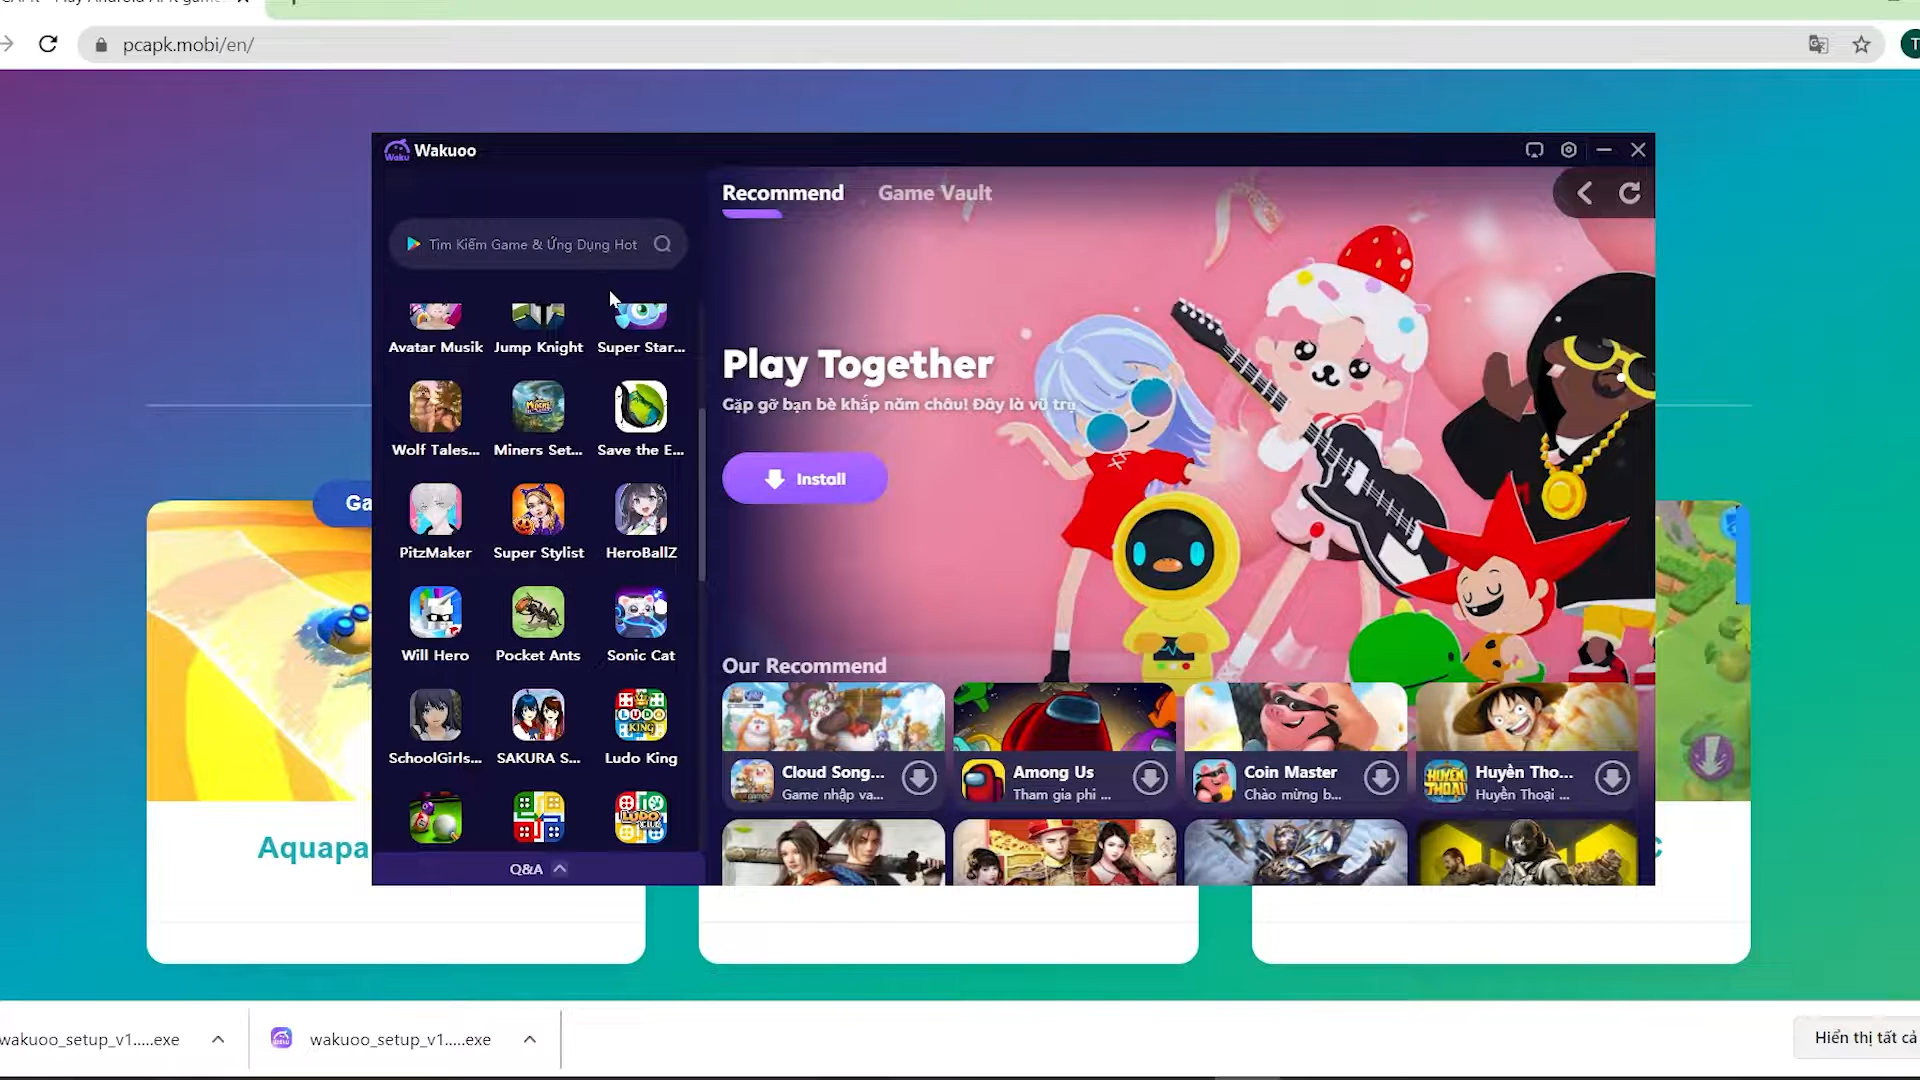 pcapk.mobi/en/
Wakuoo
Recommend
Game Vault
Tìm Kiếm Game & Ứng Dụng Hot
Avatar Musik
Jump Knight
Super Star...
Play Together
Gặp gỡ bạn bè khắp năm châu! Đây là vũ trụ
Wolf Tales...
Miners Set...
Save the E...
Install
Ga
PitzMaker
Super Stylist
HeroBallZ
Will Hero
Pocket Ants
Sonic Cat
Our Recommend
SchoolGirls...
SAKURA S...
Ludo King
Cloud Song...
Game nhập va...
Among Us
Tham gia phi ...
Coin Master
Chào mừng b...
HUYỀN THOẠI
Huyền Tho...
Huyền Thoại ...
Aquapa
Q&A
wakuoo_setup_v1.....exe
wakuoo_setup_v1.....exe
Hiển thị tất cả